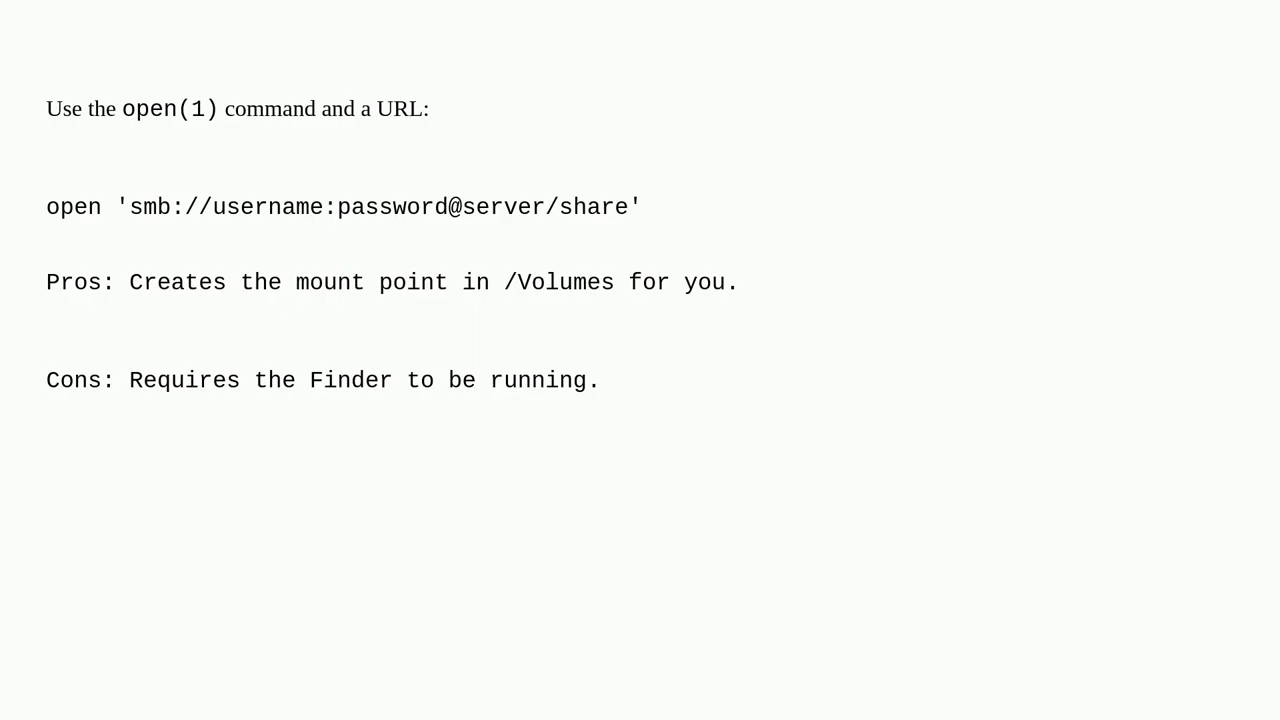 Use the open(1) command and a URL:
open 'smb://username:password@server/share'
Pros: Creates the mount point in /Volumes for you.
Cons: Requires the Finder to be running.